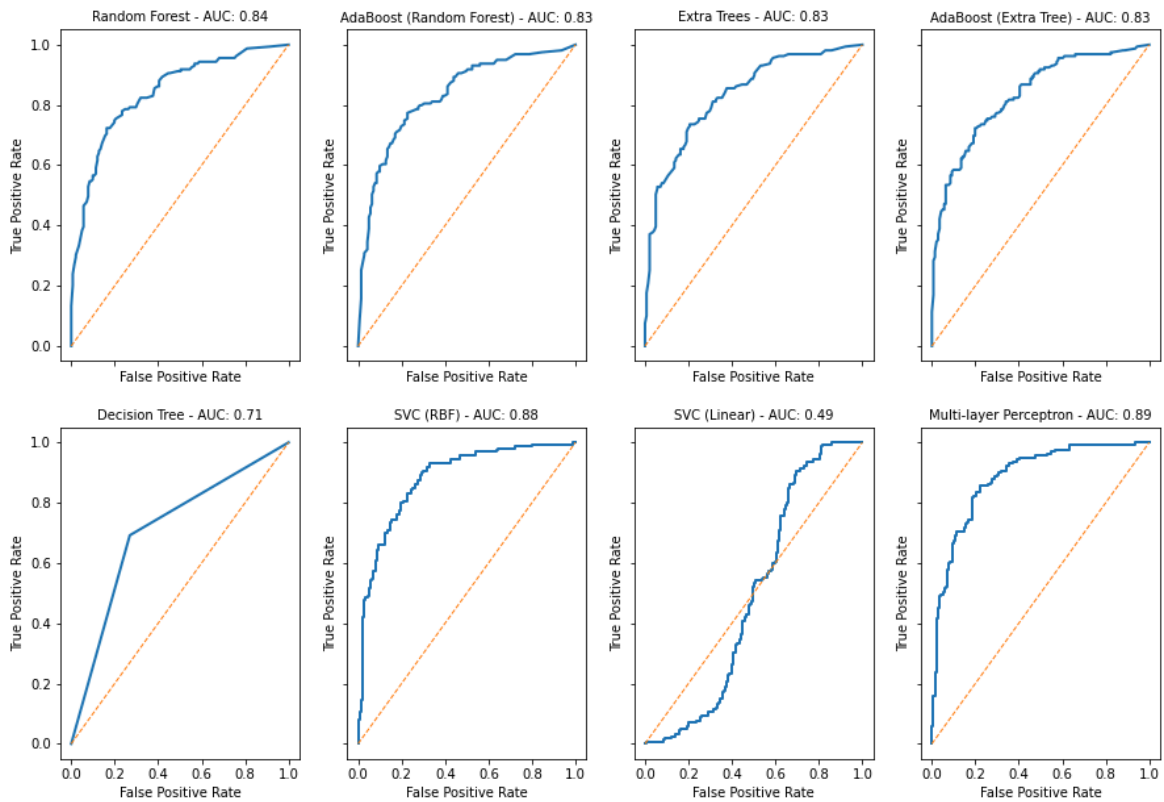 Random Forest - AUC: 0.84
AdaBoost (Random Forest) - AUC: 0.83
Extra Trees - AUC: 0.83
AdaBoost (Extra Tree) - AUC: 0.83
1.0
0.8
0.6
0.4
0.2
0.0
True Positive Rate
True Positive Rate
True Positive Rate
True Positive Rate
False Positive Rate
False Positive Rate
False Positive Rate
False Positive Rate
Decision Tree - AUC: 0.71
SVC (RBF) - AUC: 0.88
SVC (Linear) - AUC: 0.49
Multi-layer Perceptron - AUC: 0.89
1.0
0.8
0.6
0.4
0.2
0.0
True Positive Rate
True Positive Rate
True Positive Rate
True Positive Rate
0.0 0.2 0.4 0.6 0.8 1.0
0.0 0.2 0.4 0.6 0.8 1.0
0.0 0.2 0.4 0.6 0.8 1.0
0.0 0.2 0.4 0.6 0.8 1.0
False Positive Rate
False Positive Rate
False Positive Rate
False Positive Rate